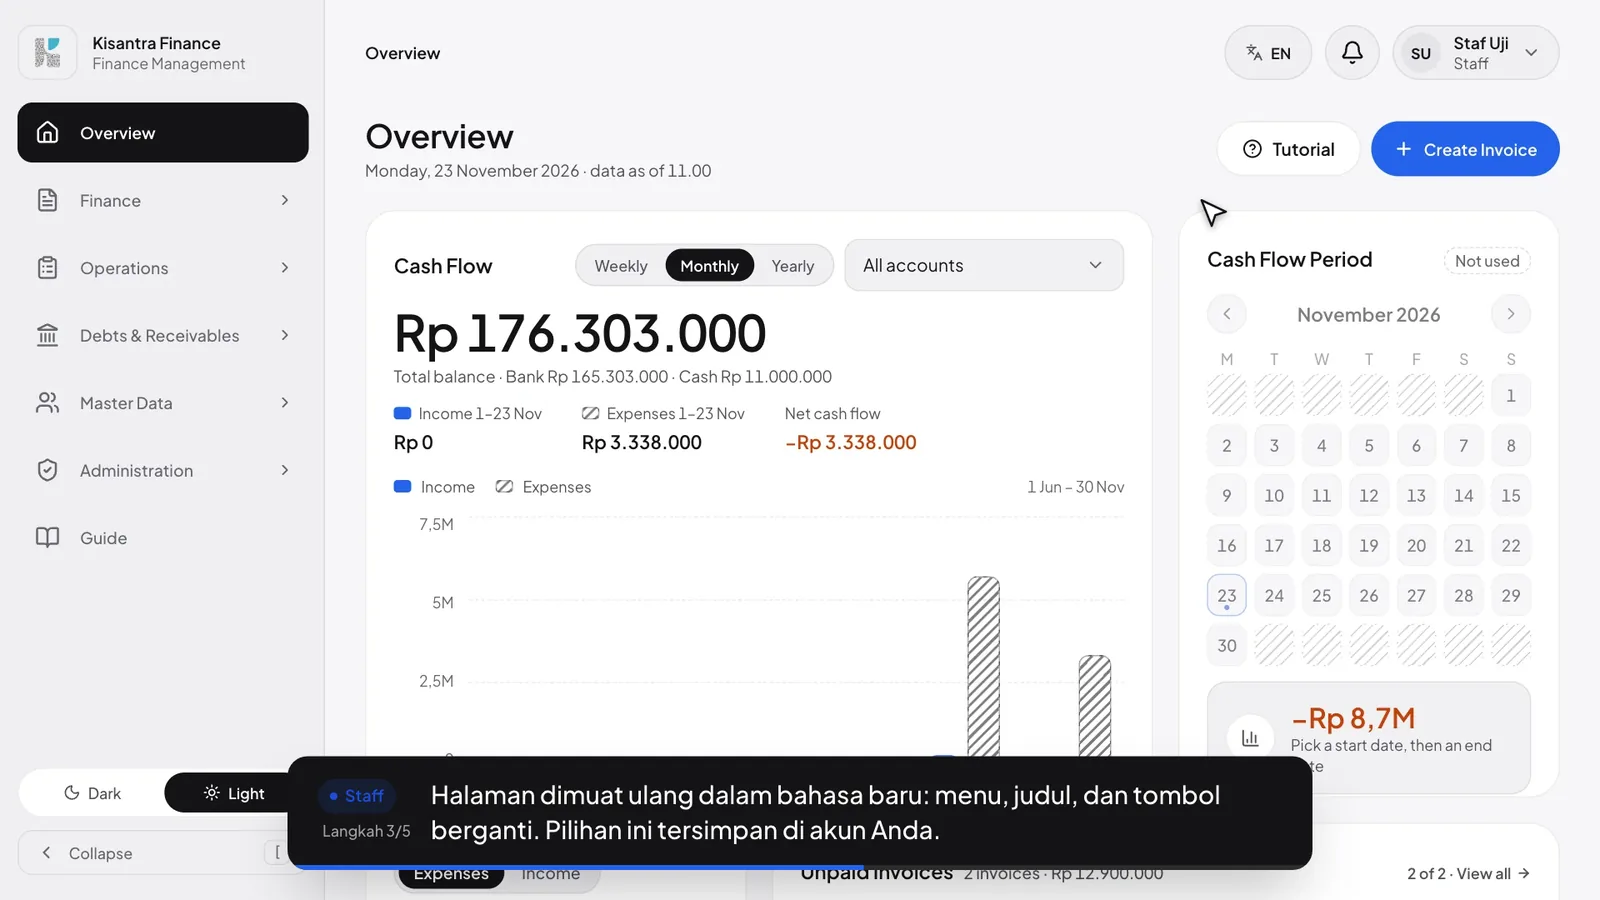 Kisantra Finance
Finance Management
Overview
Finance
Operations
Debts & Receivables
Master Data
Administration
Guide
Dark
Light
Collapse
[
Overview
EN
SU
Staf Uji
Staff
Overview
Monday, 23 November 2026 · data as of 11.00
Tutorial
+ Create Invoice
Cash Flow
Weekly
Monthly
Yearly
All accounts
Rp 176.303.000
Total balance · Bank Rp 165.303.000 · Cash Rp 11.000.000
Income 1–23 Nov
Rp 0
Expenses 1–23 Nov
Rp 3.338.000
Net cash flow
−Rp 3.338.000
Income
Expenses
1 Jun – 30 Nov
7,5M
5M
2,5M
Cash Flow Period
Not used
November 2026
M T W T F S S
1
2 3 4 5 6 7 8
9 10 11 12 13 14 15
16 17 18 19 20 21 22
23 24 25 26 27 28 29
30
−Rp 8,7M
Pick a start date, then an end
Staff
Langkah 3/5
Halaman dimuat ulang dalam bahasa baru: menu, judul, dan tombol
berganti. Pilihan ini tersimpan di akun Anda.
Expenses
Income
Unpaid Invoices
2 invoices · Rp 12.900.000
2 of 2 · View all →